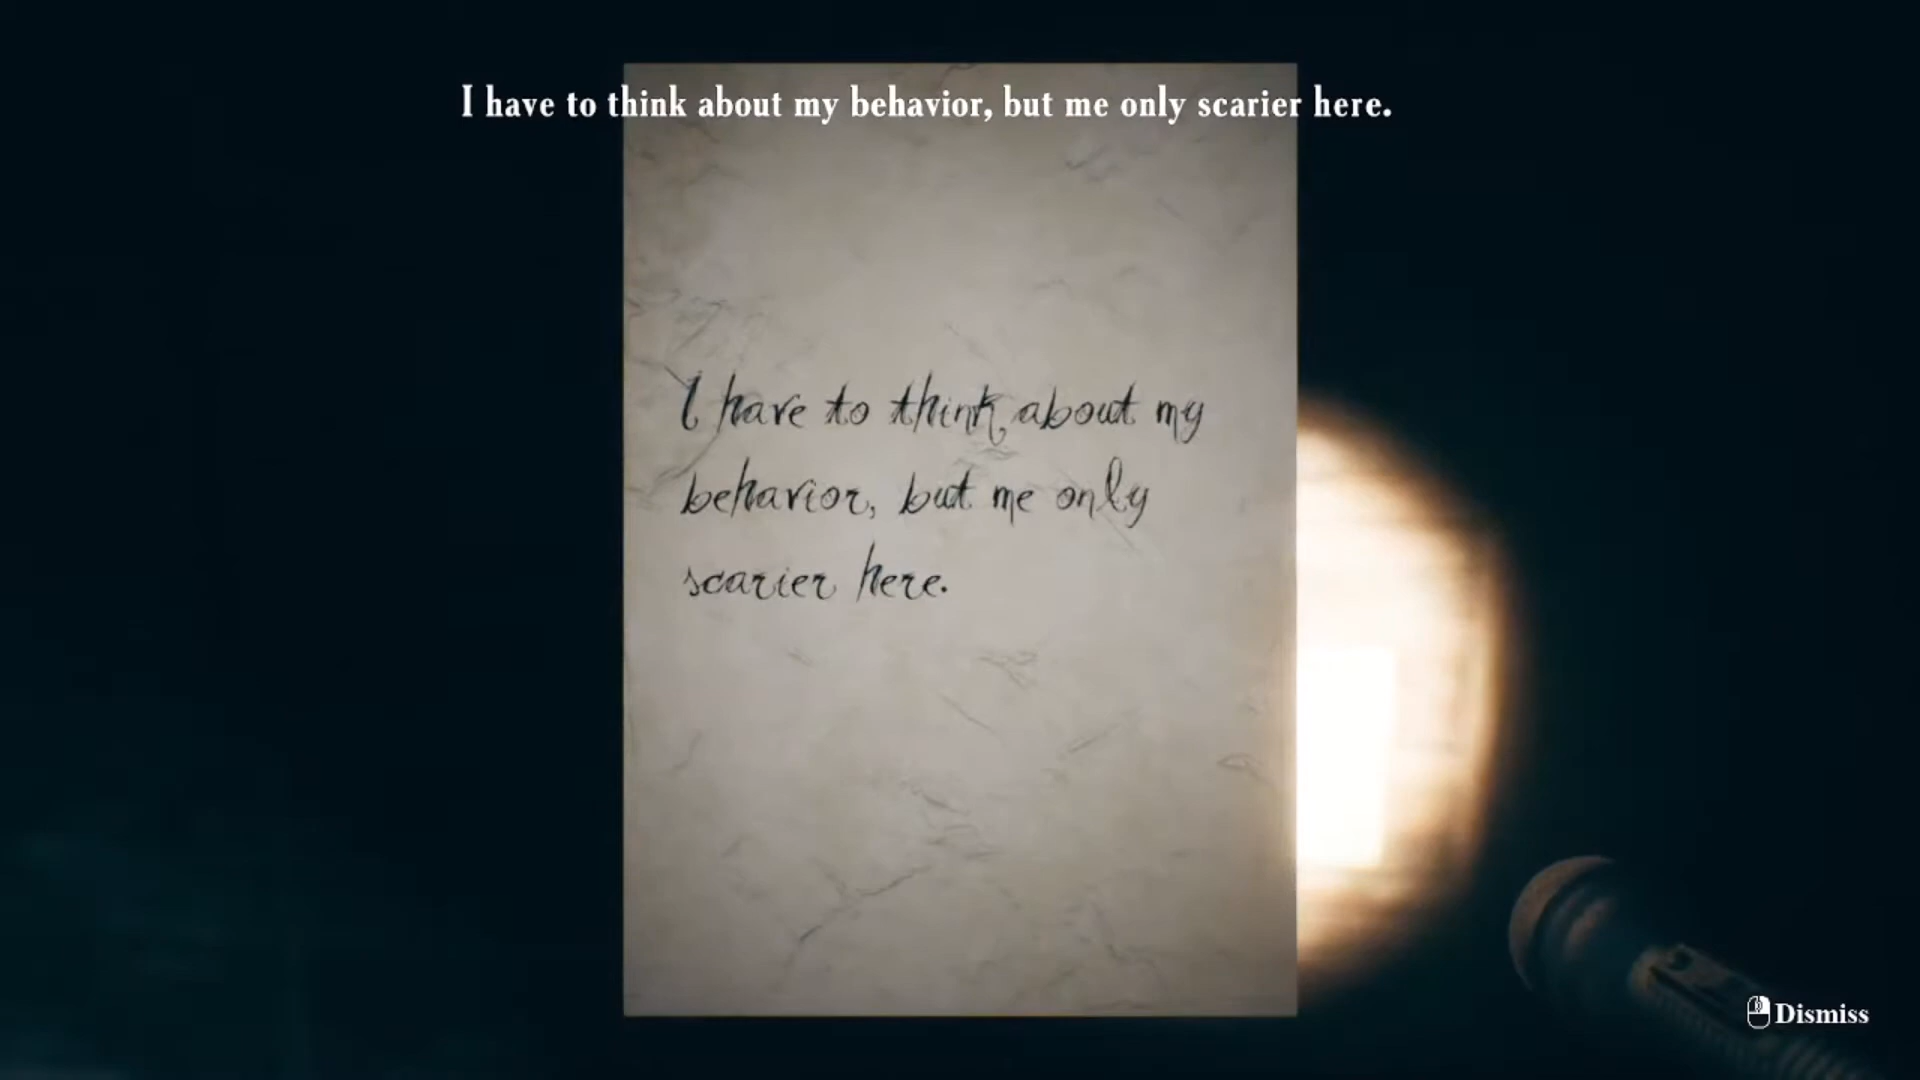 I have to think about my behavior, but me only scarier here.
I have to think about my
behavior, but me only
scarier here.
Dismiss